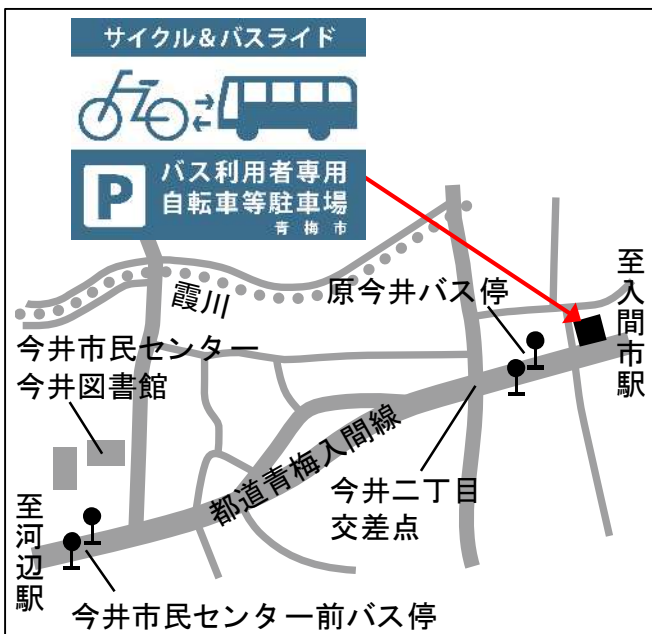 サイクル&バスライド
P
バス利用者専用
自転車等駐車場
青梅市
霞川
原今井バス停
至入間市駅
今井市民センター
今井図書館
都道青梅入間線
今井二丁目
交差点
至河辺駅
今井市民センター前バス停